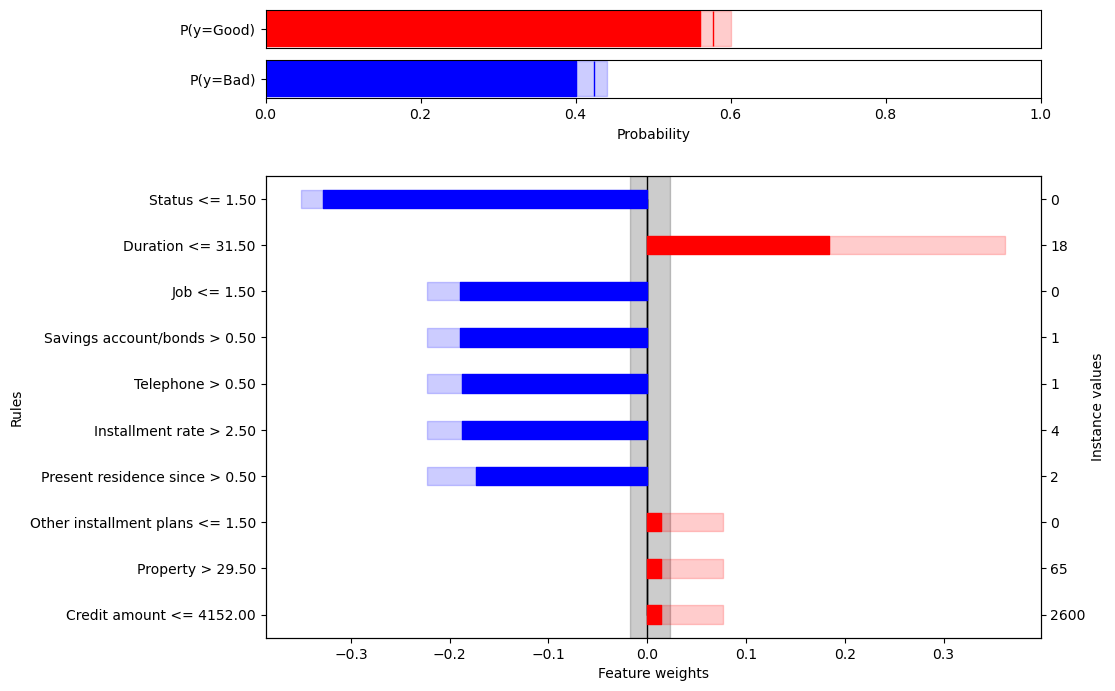 P(y=Good)
P(y=Bad)
0.0 0.2 0.4 0.6 0.8 1.0
Probability
Rules
Status <= 1.50 0
Duration <= 31.50 18
Job <= 1.50 0
Savings account/bonds > 0.50 1
Telephone > 0.50 1
Installment rate > 2.50 4
Present residence since > 0.50 2
Other installment plans <= 1.50 0
Property > 29.50 65
Credit amount <= 4152.00 2600
Instance values
−0.3 −0.2 −0.1 0.0 0.1 0.2 0.3
Feature weights